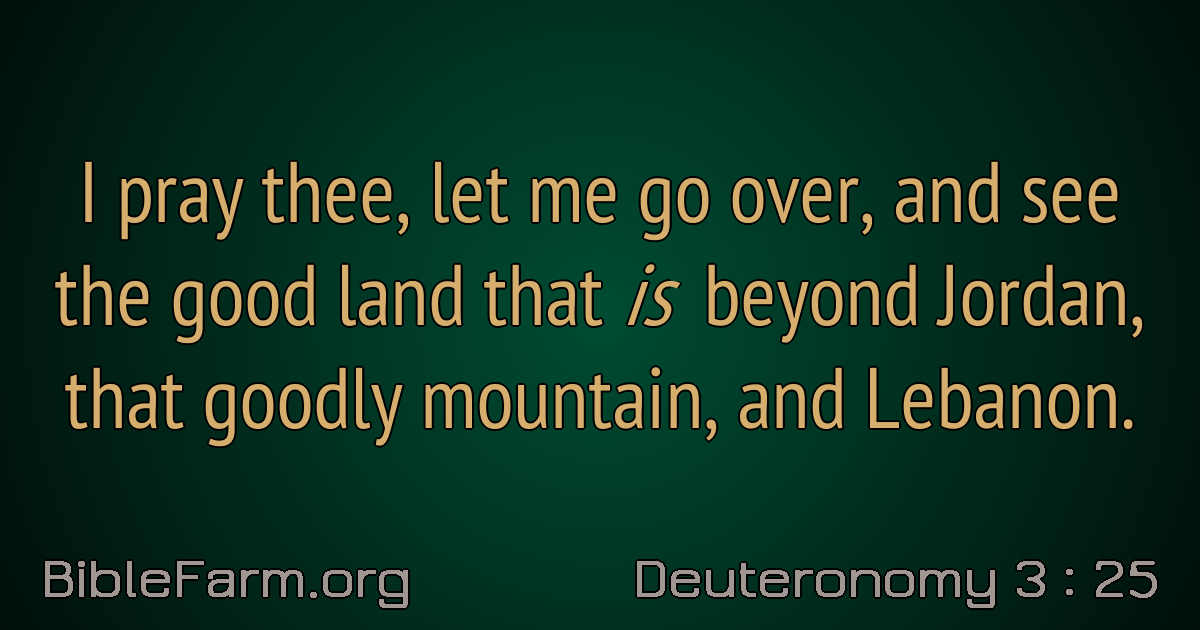 I pray thee, let me go over, and see
the good land that is beyond Jordan,
that goodly mountain, and Lebanon.
BibleFarm.org
Deuteronomy 3 : 25